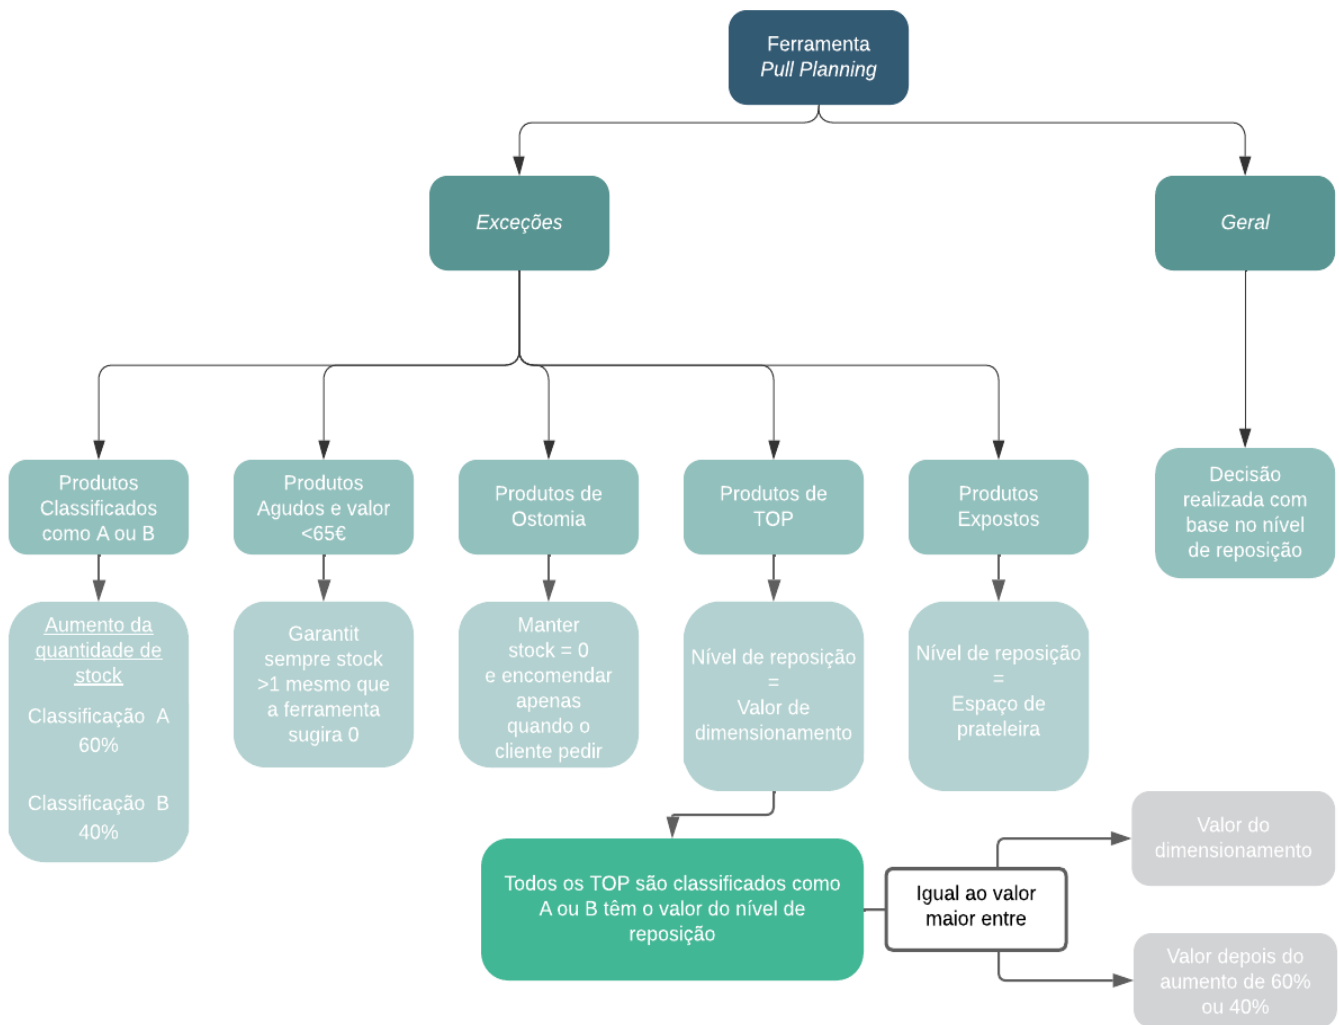 Ferramenta
Pull Planning
Exceções
Geral
Produtos
Classificados
como A ou B
Produtos
Agudos e valor
<65€
Produtos de
Ostomia
Produtos de
TOP
Produtos
Expostos
Decisão
realizada com
base no nível
de reposição
Aumento da
quantidade de
stock
Classificação A
60%
Classificação B
40%
Garantit
sempre stock
>1 mesmo que
a ferramenta
sugira 0
Manter
stock = 0
e encomendar
apenas
quando o
cliente pedir
Nível de reposição
=
Valor de
dimensionamento
Nível de reposição
=
Espaço de
prateleira
Todos os TOP são classificados como
A ou B têm o valor do nível de
reposição
Igual ao valor
maior entre
Valor do
dimensionamento
Valor depois do
aumento de 60%
ou 40%